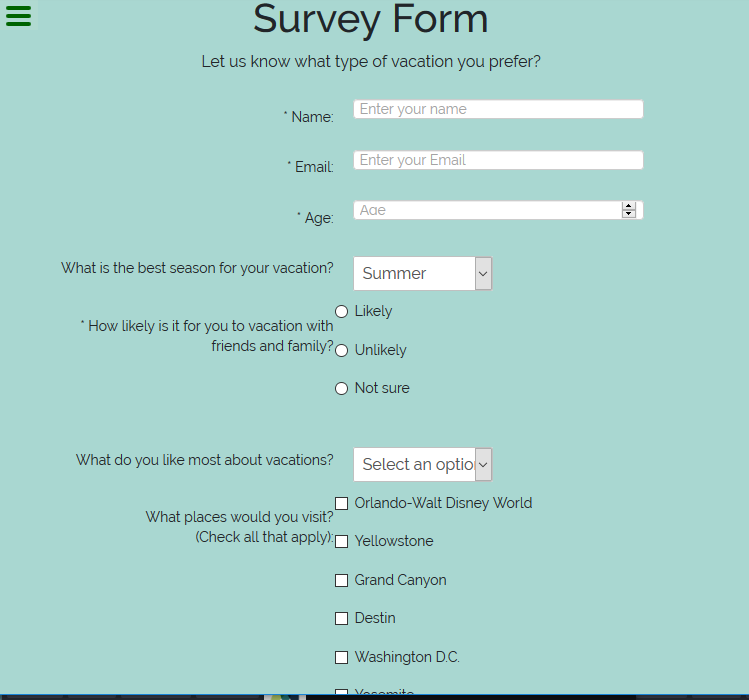 Survey Form
Let us know what type of vacation you prefer?
* Name:
Enter your name
* Email:
Enter your Email
* Age:
Age
What is the best season for your vacation?
Summer
* How likely is it for you to vacation with
friends and family?
Likely
Unlikely
Not sure
What do you like most about vacations?
Select an optio
What places would you visit?
(Check all that apply):
Orlando-Walt Disney World
Yellowstone
Grand Canyon
Destin
Washington D.C.
Yosemite